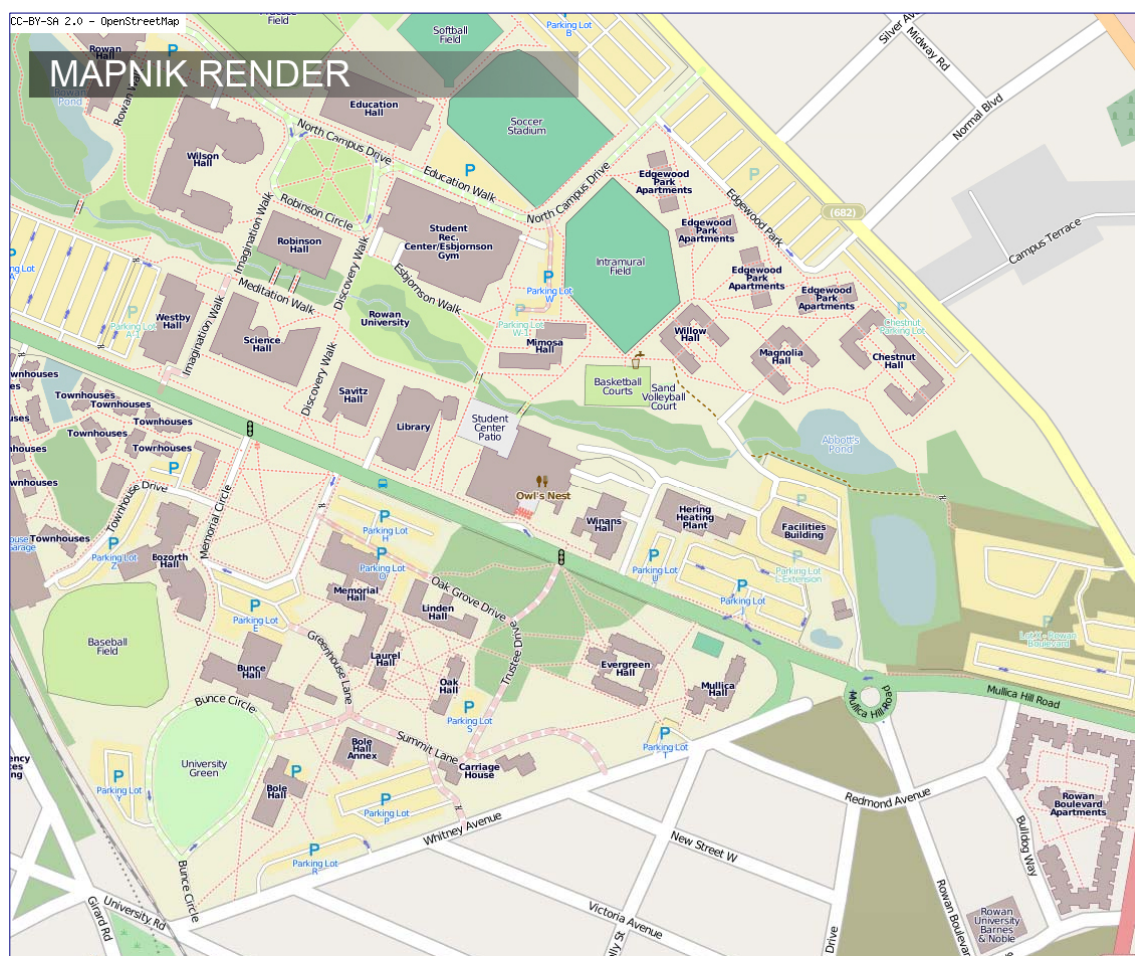 CC-BY-SA 2.0 - OpenStreetMap
MAPNIK RENDER
Field
Softball
Field
Parking Lot
B
Silver
Midway Rd
Normal Blvd
Rowan
Hall
P
Rowan
Pond
Education
Hall
Soccer
Stadium
Wilson
Hall
North Campus Drive
Education Walk
P
North Campus Drive
Edgewood
Park
Apartments
P
Edgewood Park
(682)
Campus Terrace
Robinson Circle
Imagination Walk
Robinson
Hall
Student
Rec.
Center/Esbjornson
Gym
Edgewood
Park
Apartments
Intramural
Field
Edgewood
Park
Apartments
Edgewood
Park
Apartments
Discovery Walk
Esbjornson Walk
Meditation Walk
P
Parking Lot
W
P
Parking Lot
W-1
P
Chestnut
Parking Lot
P
Parking Lot
A-1
Westby
Hall
Imagination Walk
Science
Hall
Rowan
University
Mimosa
Hall
Willow
Hall
Magnolia
Hall
Chestnut
Hall
Discovery Walk
Savitz
Hall
Library
Student
Center
Patio
Basketball
Courts
Sand
Volleyball
Court
Abbott's
Pond
Townhouses
Townhouses
Townhouses
Townhouses
Townhouses
Townhouse Drive
P
Memorial Circle
Owl's Nest
Winans
Hall
Hering
Heating
Plant
P
Facilities
Building
Townhouses
P
Parking Lot
Z
Eozorth
Hall
P
Parking Lot
H
P
Parking Lot
D
P
Parking Lot
U
P
Parking Lot
J
P
Parking Lot
L-Extension
Memorial
Hall
Oak Grove Drive
Linden
Hall
P
Parking Lot
E
Greenhouse Lane
Trustee Drive
P
Lot X - Rowan
Boulevard
Baseball
Field
Bunce
Hall
Laurel
Hall
Oak
Hall
Evergreen
Hall
Mullica
Hall
Mullica Hill Road
Mullica Hill Road
Bunce Circle
P
Parking Lot
S
P
Parking Lot
T
University
Green
Bole
Hall
Annex
Summit Lane
Carriage
House
P
Parking Lot
Y
P
Bole
Hall
P
Parking Lot
P
Whitney Avenue
Redmond Avenue
Rowan
Boulevard
Apartments
P
Parking Lot
R
New Street W
Bulldog Way
Bunce Circle
University Rd
Girard Rd
Victoria Avenue
Drive
Rowan
University
Barnes
& Noble